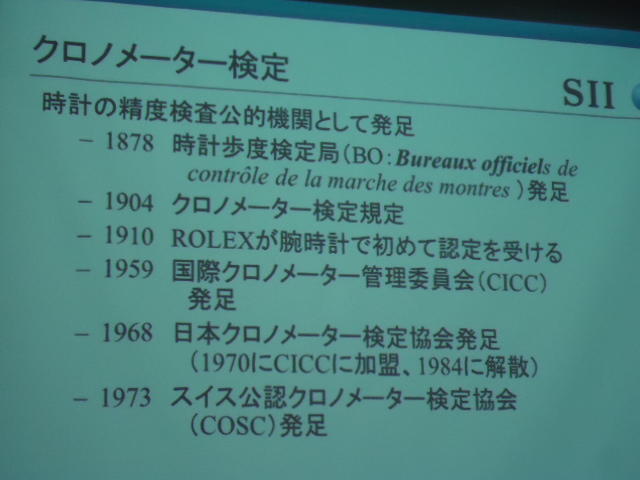 クロノメーター検定
SII
時計の精度検査公的機関として発足
– 1878 時計歩度検定局（BO：Bureaux officiels de
contrôle de la marche des montres ）発足
– 1904 クロノメーター検定規定
– 1910 ROLEXが腕時計で初めて認定を受ける
– 1959 国際クロノメーター管理委員会（CICC）
発足
– 1968 日本クロノメーター検定協会発足
（1970にCICCに加盟、1984に解散）
– 1973 スイス公認クロノメーター検定協会
（COSC）発足